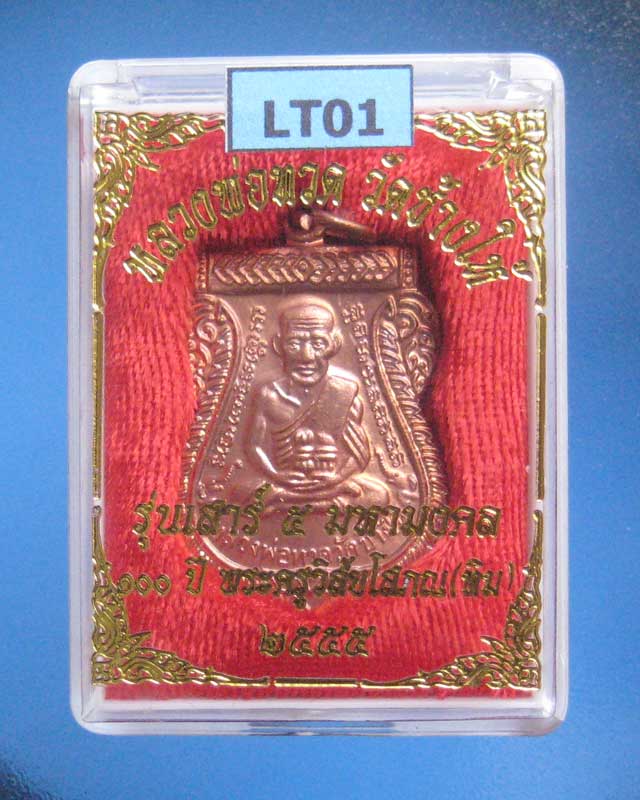 LT01
หลวงพ่อทวด วัดช้างให้
รุ่นเสาร์ ๕ มหามงคล
๑๐๐ ปี พระครูวิสัยโสภณ(ทิม)
๒๕๕๕